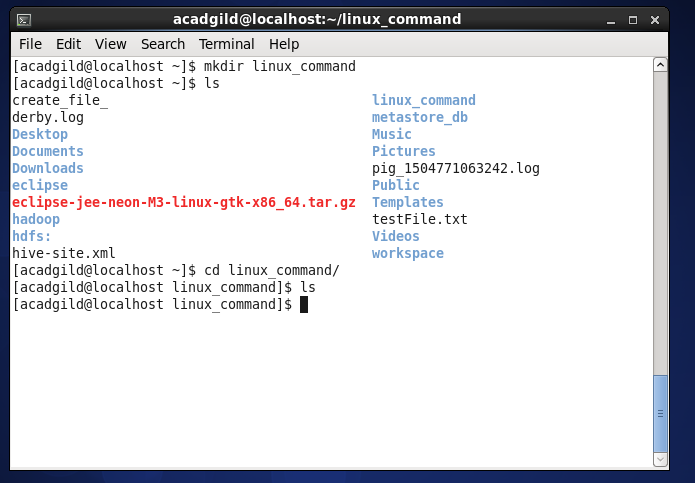 acadgild@localhost:~/linux_command
File Edit View Search Terminal Help
[acadgild@localhost ~]$ mkdir linux_command
[acadgild@localhost ~]$ ls
create_file_ linux_command
derby.log metastore_db
Desktop Music
Documents Pictures
Downloads pig_1504771063242.log
eclipse Public
eclipse-jee-neon-M3-linux-gtk-x86_64.tar.gz Templates
hadoop testFile.txt
hdfs: Videos
hive-site.xml workspace
[acadgild@localhost ~]$ cd linux_command/
[acadgild@localhost linux_command]$ ls
[acadgild@localhost linux_command]$